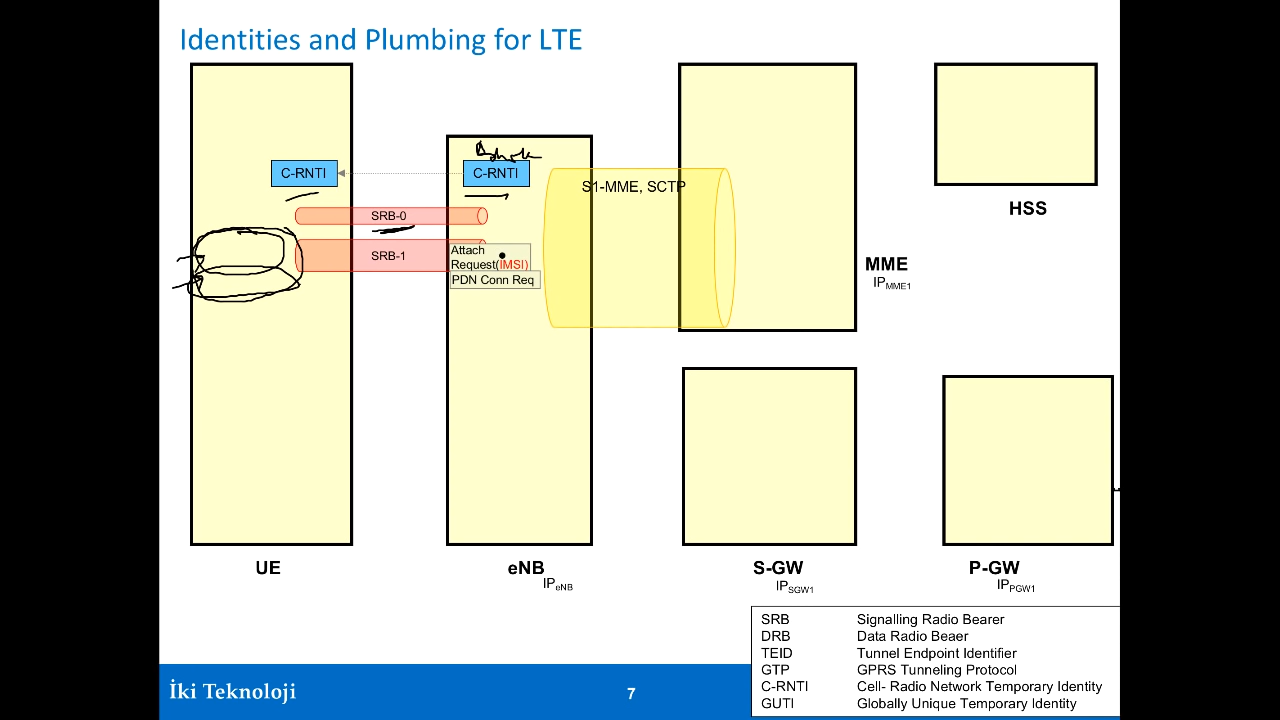 Identities and Plumbing for LTE
C-RNTI
C-RNTI
S1-MME, SCTP
SRB-0
SRB-1
Attach
Request(IMSI)
PDN Conn Req
HSS
MME
IPMME1
UE
eNB
IPeNB
S-GW
IPSGW1
P-GW
IPPGW1
SRB Signalling Radio Bearer
DRB Data Radio Beaer
TEID Tunnel Endpoint Identifier
GTP GPRS Tunneling Protocol
C-RNTI Cell- Radio Network Temporary Identity
GUTI Globally Unique Temporary Identity
İki Teknoloji
7